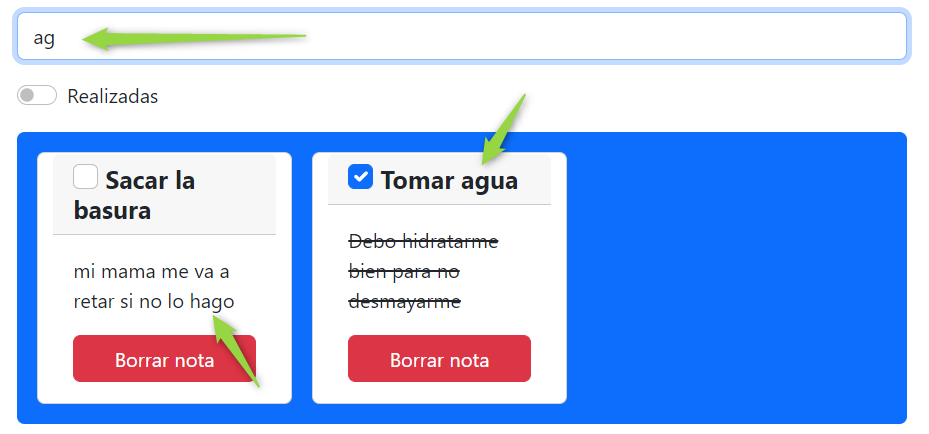 ag
Realizadas
Sacar la
basura
mi mama me va a
retar si no lo hago
Borrar nota
Tomar agua
Debo hidratarme
bien para no
desmayarme
Borrar nota